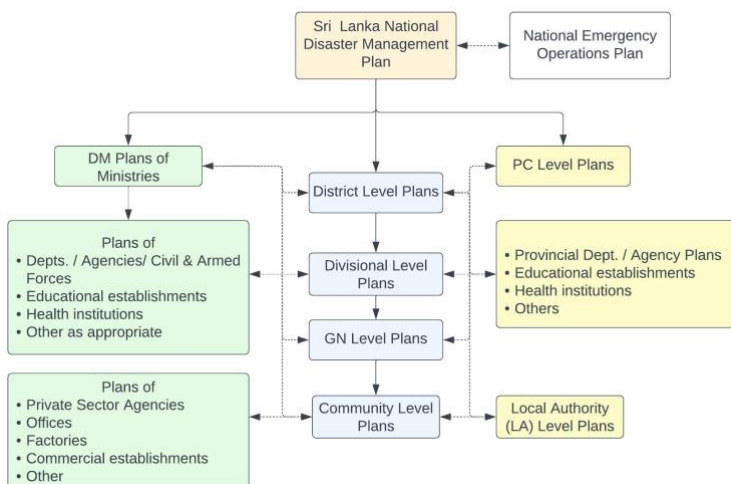 Sri Lanka National
Disaster Management
Plan
National Emergency
Operations Plan
DM Plans of
Ministries
PC Level Plans
District Level Plans
Plans of
• Depts. / Agencies/ Civil & Armed
Forces
• Educational establishments
• Health institutions
• Other as appropriate
Divisional Level
Plans
• Provincial Dept. / Agency Plans
• Educational establishments
• Health institutions
• Others
GN Level Plans
Plans of
• Private Sector Agencies
• Offices
• Factories
• Commercial establishments
• Other
Community Level
Plans
Local Authority
(LA) Level Plans